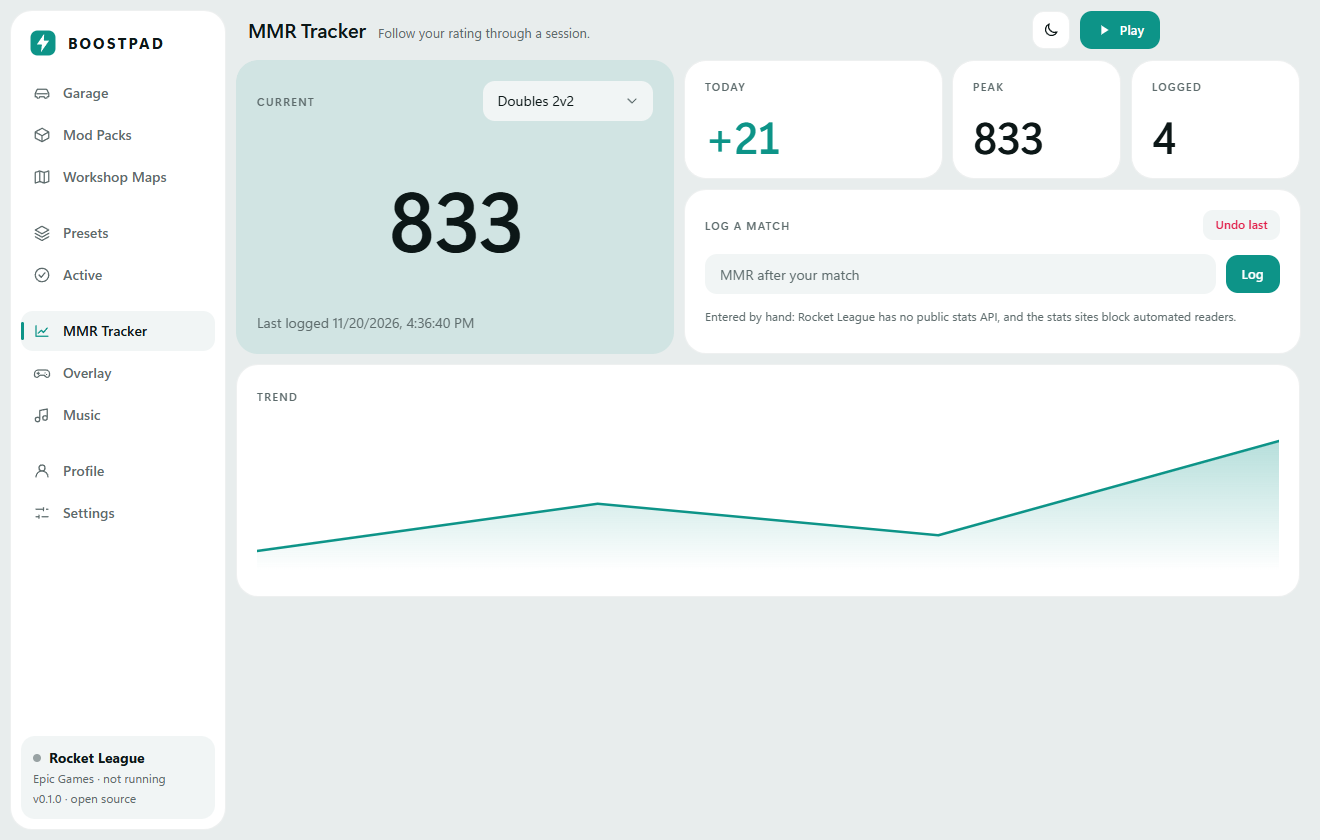 BOOSTPAD
Garage
Mod Packs
Workshop Maps
Presets
Active
MMR Tracker
Overlay
Music
Profile
Settings
Rocket League
Epic Games · not running
v0.1.0 · open source
MMR Tracker Follow your rating through a session.
Play
CURRENT
Doubles 2v2
833
Last logged 11/20/2026, 4:36:40 PM
TODAY
+21
PEAK
833
LOGGED
4
LOG A MATCH
Undo last
MMR after your match
Log
Entered by hand: Rocket League has no public stats API, and the stats sites block automated readers.
TREND